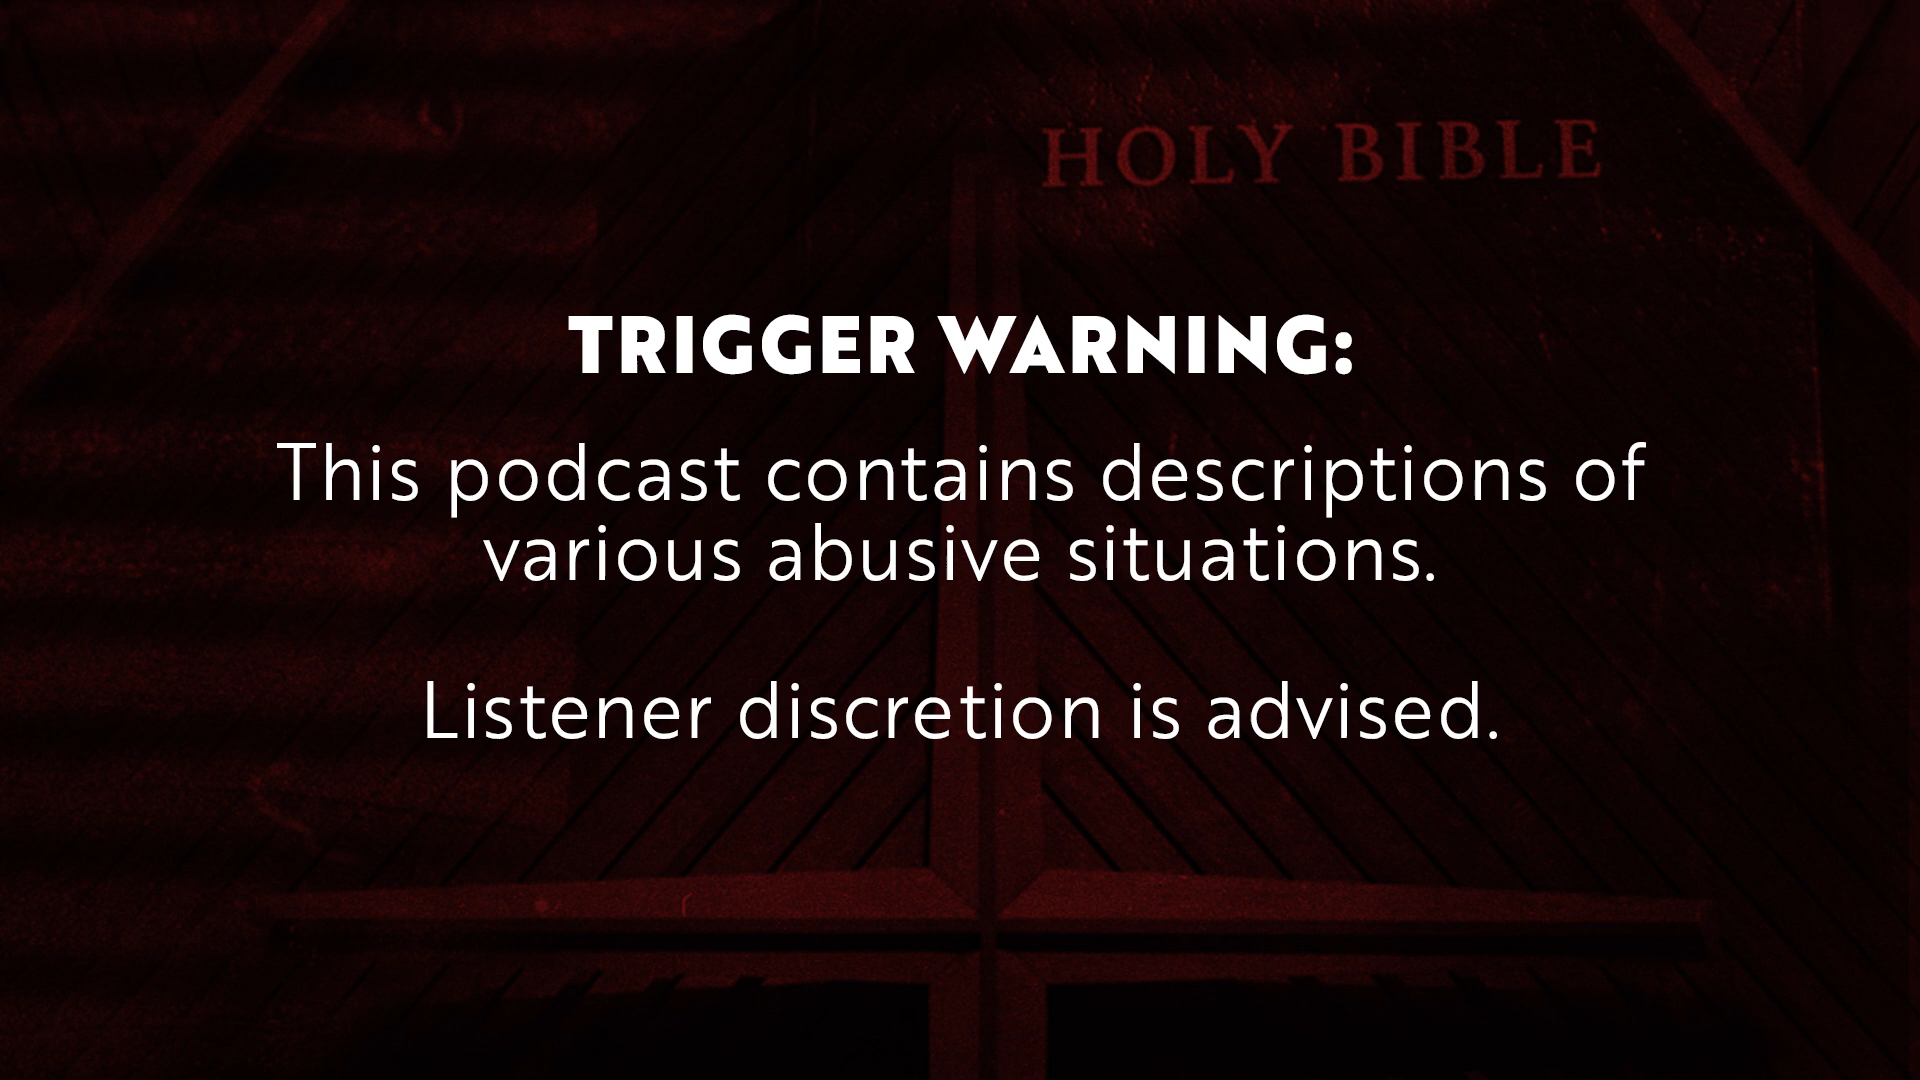 HOLY BIBLE
TRIGGER WARNING:
This podcast contains descriptions of
various abusive situations.
Listener discretion is advised.